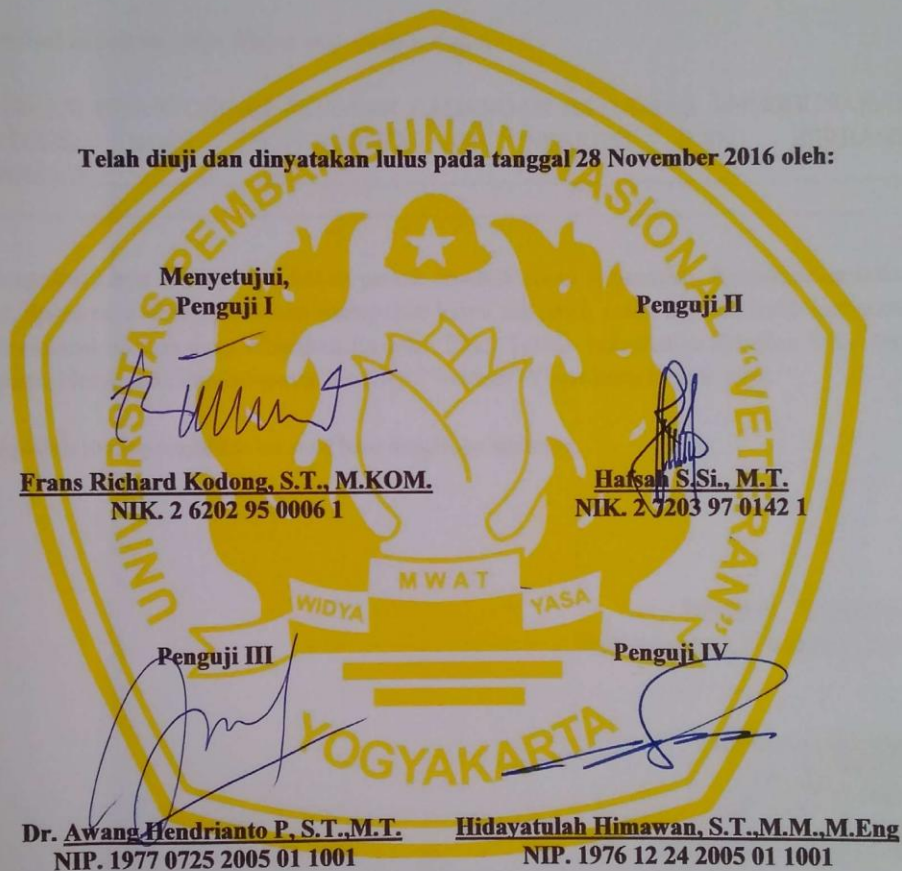 Telah diuji dan dinyatakan lulus pada tanggal 28 November 2016 oleh:
Menyetujui,
Penguji I
Penguji II
Frans Richard Kodong, S.T., M.KOM.
NIK. 2 6202 95 0006 1
Hafsah S.Si., M.T.
NIK. 2 7203 97 0142 1
Penguji III
Penguji IV
Dr. Awang Hendrianto P, S.T.,M.T.
NIP. 1977 0725 2005 01 1001
Hidayatulah Himawan, S.T.,M.M.,M.Eng
NIP. 1976 12 24 2005 01 1001
UNIVERSITAS PEMBANGUNAN NASIONAL "VETERAN"
WIDYA MWAT YASA
YOGYAKARTA